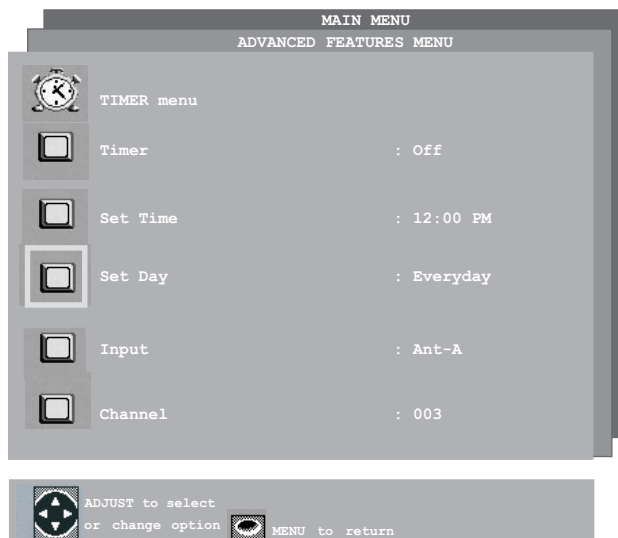 MAIN MENU
ADVANCED FEATURES MENU
TIMER menu
Timer : Off
Set Time : 12:00 PM
Set Day : Everyday
Input : Ant-A
Channel : 003
ADJUST to select
or change option
MENU to return